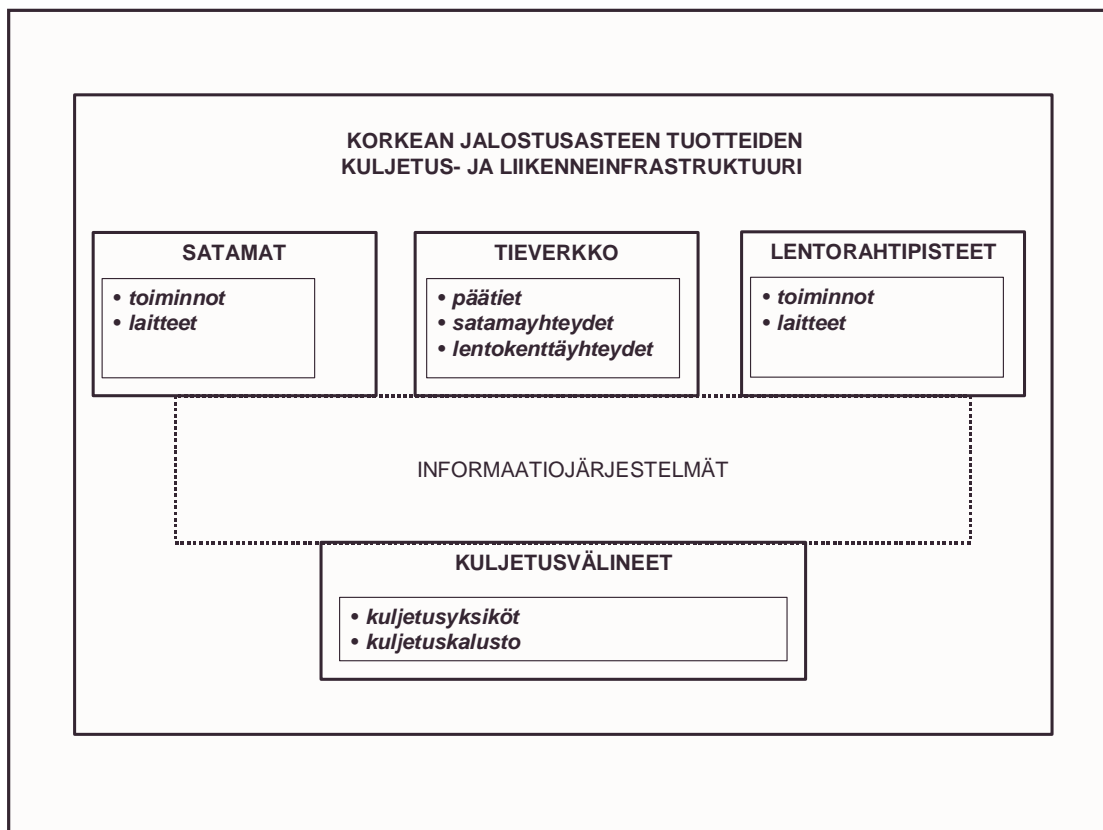 KORKEAN JALOSTUSASTEEN TUOTTEIDEN
KULJETUS- JA LIIKENNEINFRASTRUKTUURI
SATAMAT
• toiminnot
• laitteet
TIEVERKKO
• päätiet
• satamayhteydet
• lentokenttäyhteydet
LENTORAHTIPISTEET
• toiminnot
• laitteet
INFORMAATIOJÄRJESTELMÄT
KULJETUSVÄLINEET
• kuljetusyksiköt
• kuljetuskalusto